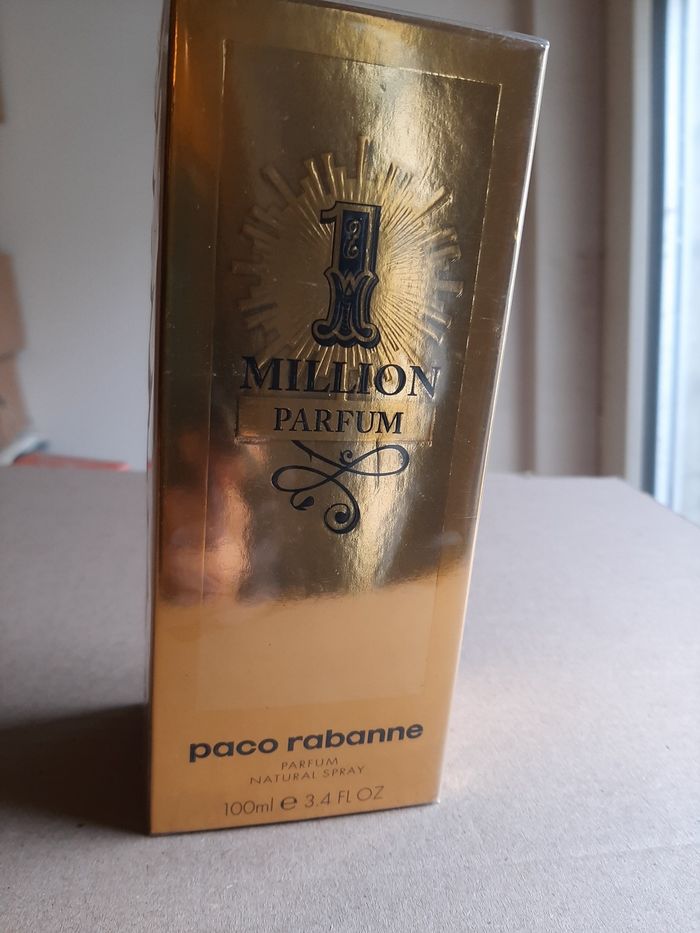 1
MILLION
PARFUM
paco rabanne
PARFUM
NATURAL SPRAY
100ml e 3.4 FL OZ